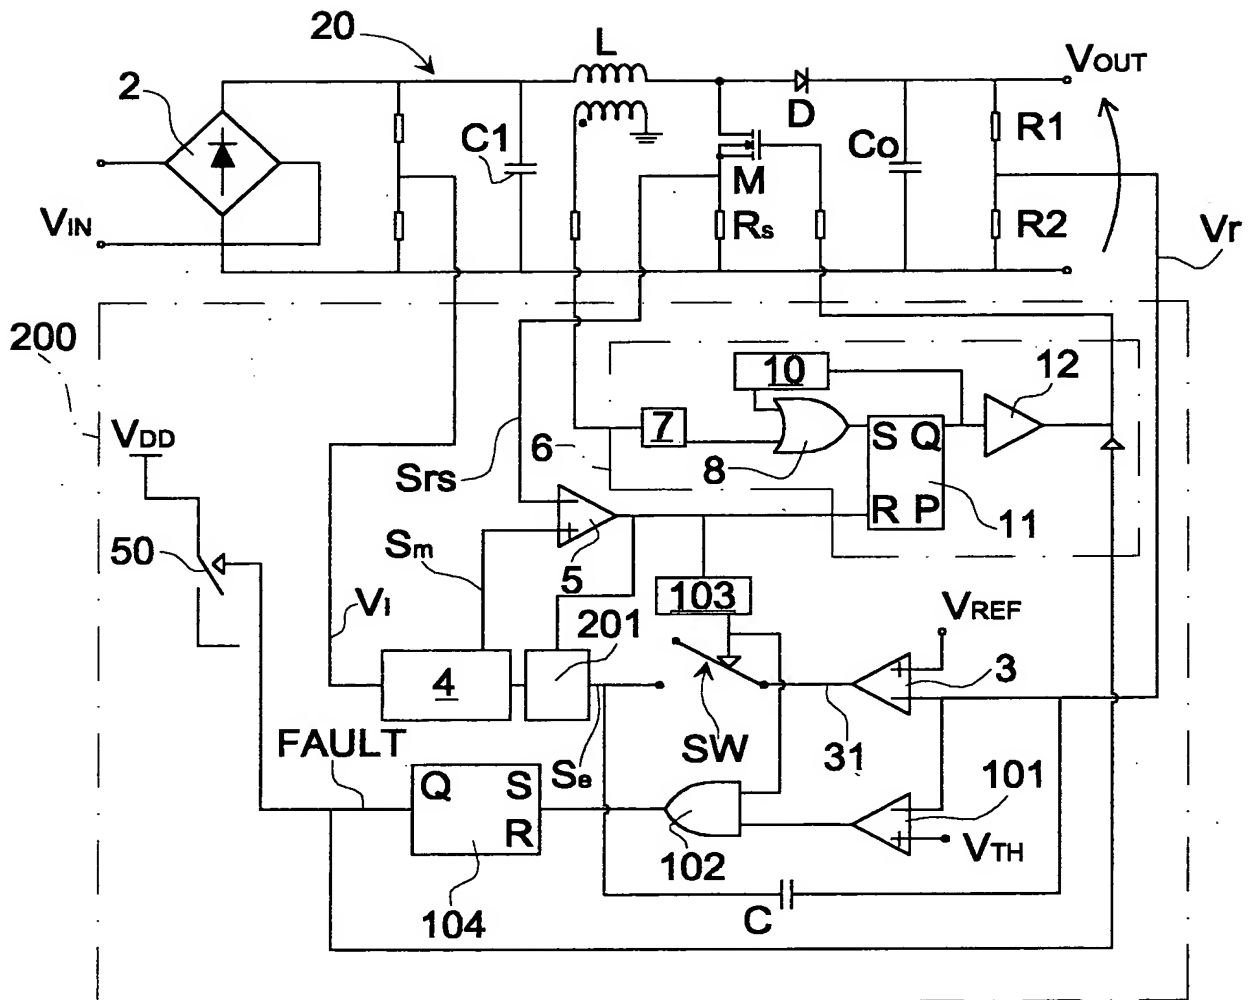 20
L
VOUT
2
D
R1
C1
Co
M
VIN
Rs
R2
Vr
200
10
12
VDD
7
S Q
6
8
Srs
R P
11
5
Sm
50
103
VREF
VI
201
4
3
SW
31
FAULT
Se
101
Q S
R
102
VTH
104
C
+
-
+
-
+
-
+
-